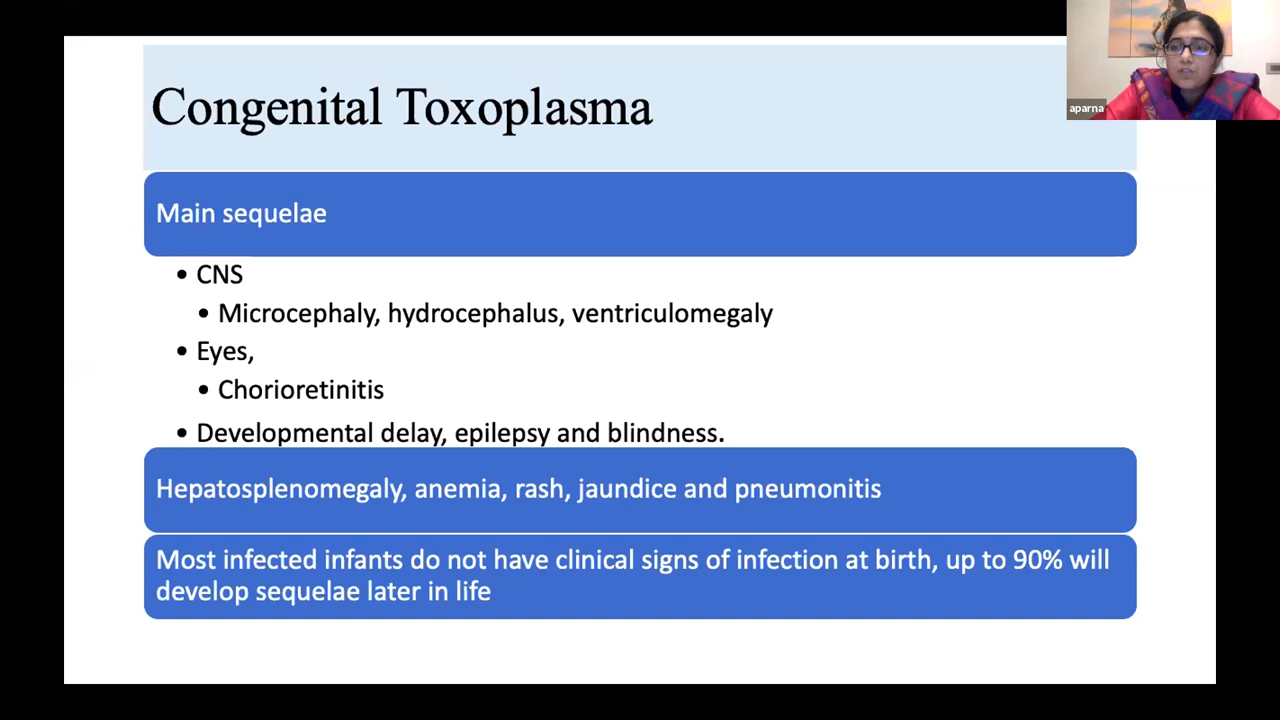 Congenital Toxoplasma
aparna
Main sequelae
• CNS
• Microcephaly, hydrocephalus, ventriculomegaly
• Eyes,
• Chorioretinitis
• Developmental delay, epilepsy and blindness.
Hepatosplenomegaly, anemia, rash, jaundice and pneumonitis
Most infected infants do not have clinical signs of infection at birth, up to 90% will
develop sequelae later in life